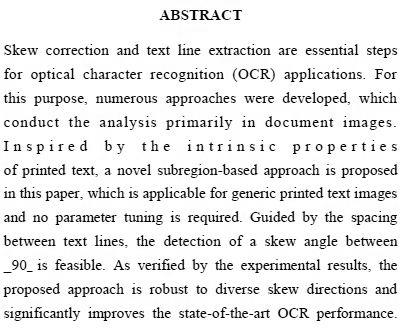 ABSTRACT
Skew correction and text line extraction are essential steps
for optical character recognition (OCR) applications. For
this purpose, numerous approaches were developed, which
conduct the analysis primarily in document images.
Inspired by the intrinsic properties
of printed text, a novel subregion-based approach is proposed
in this paper, which is applicable for generic printed text images
and no parameter tuning is required. Guided by the spacing
between text lines, the detection of a skew angle between
_90_ is feasible. As verified by the experimental results, the
proposed approach is robust to diverse skew directions and
significantly improves the state-of-the-art OCR performance.